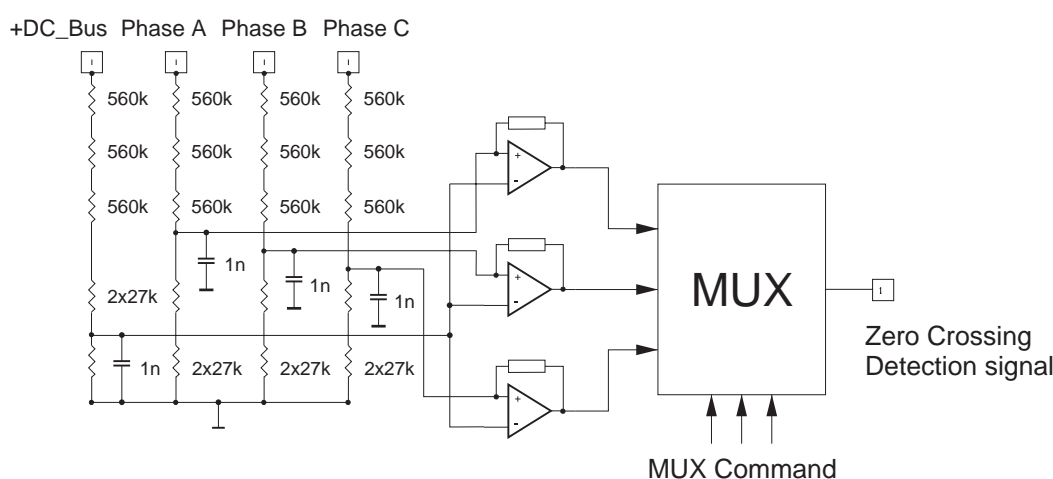 +DC_Bus Phase A Phase B Phase C
560k 560k 560k 560k
560k 560k 560k 560k
560k 560k 560k 560k
+
-
1n
+
-
1n
1n
2x27k
MUX
1
Zero Crossing
Detection signal
1n 2x27k 2x27k 2x27k
+
-
MUX Command